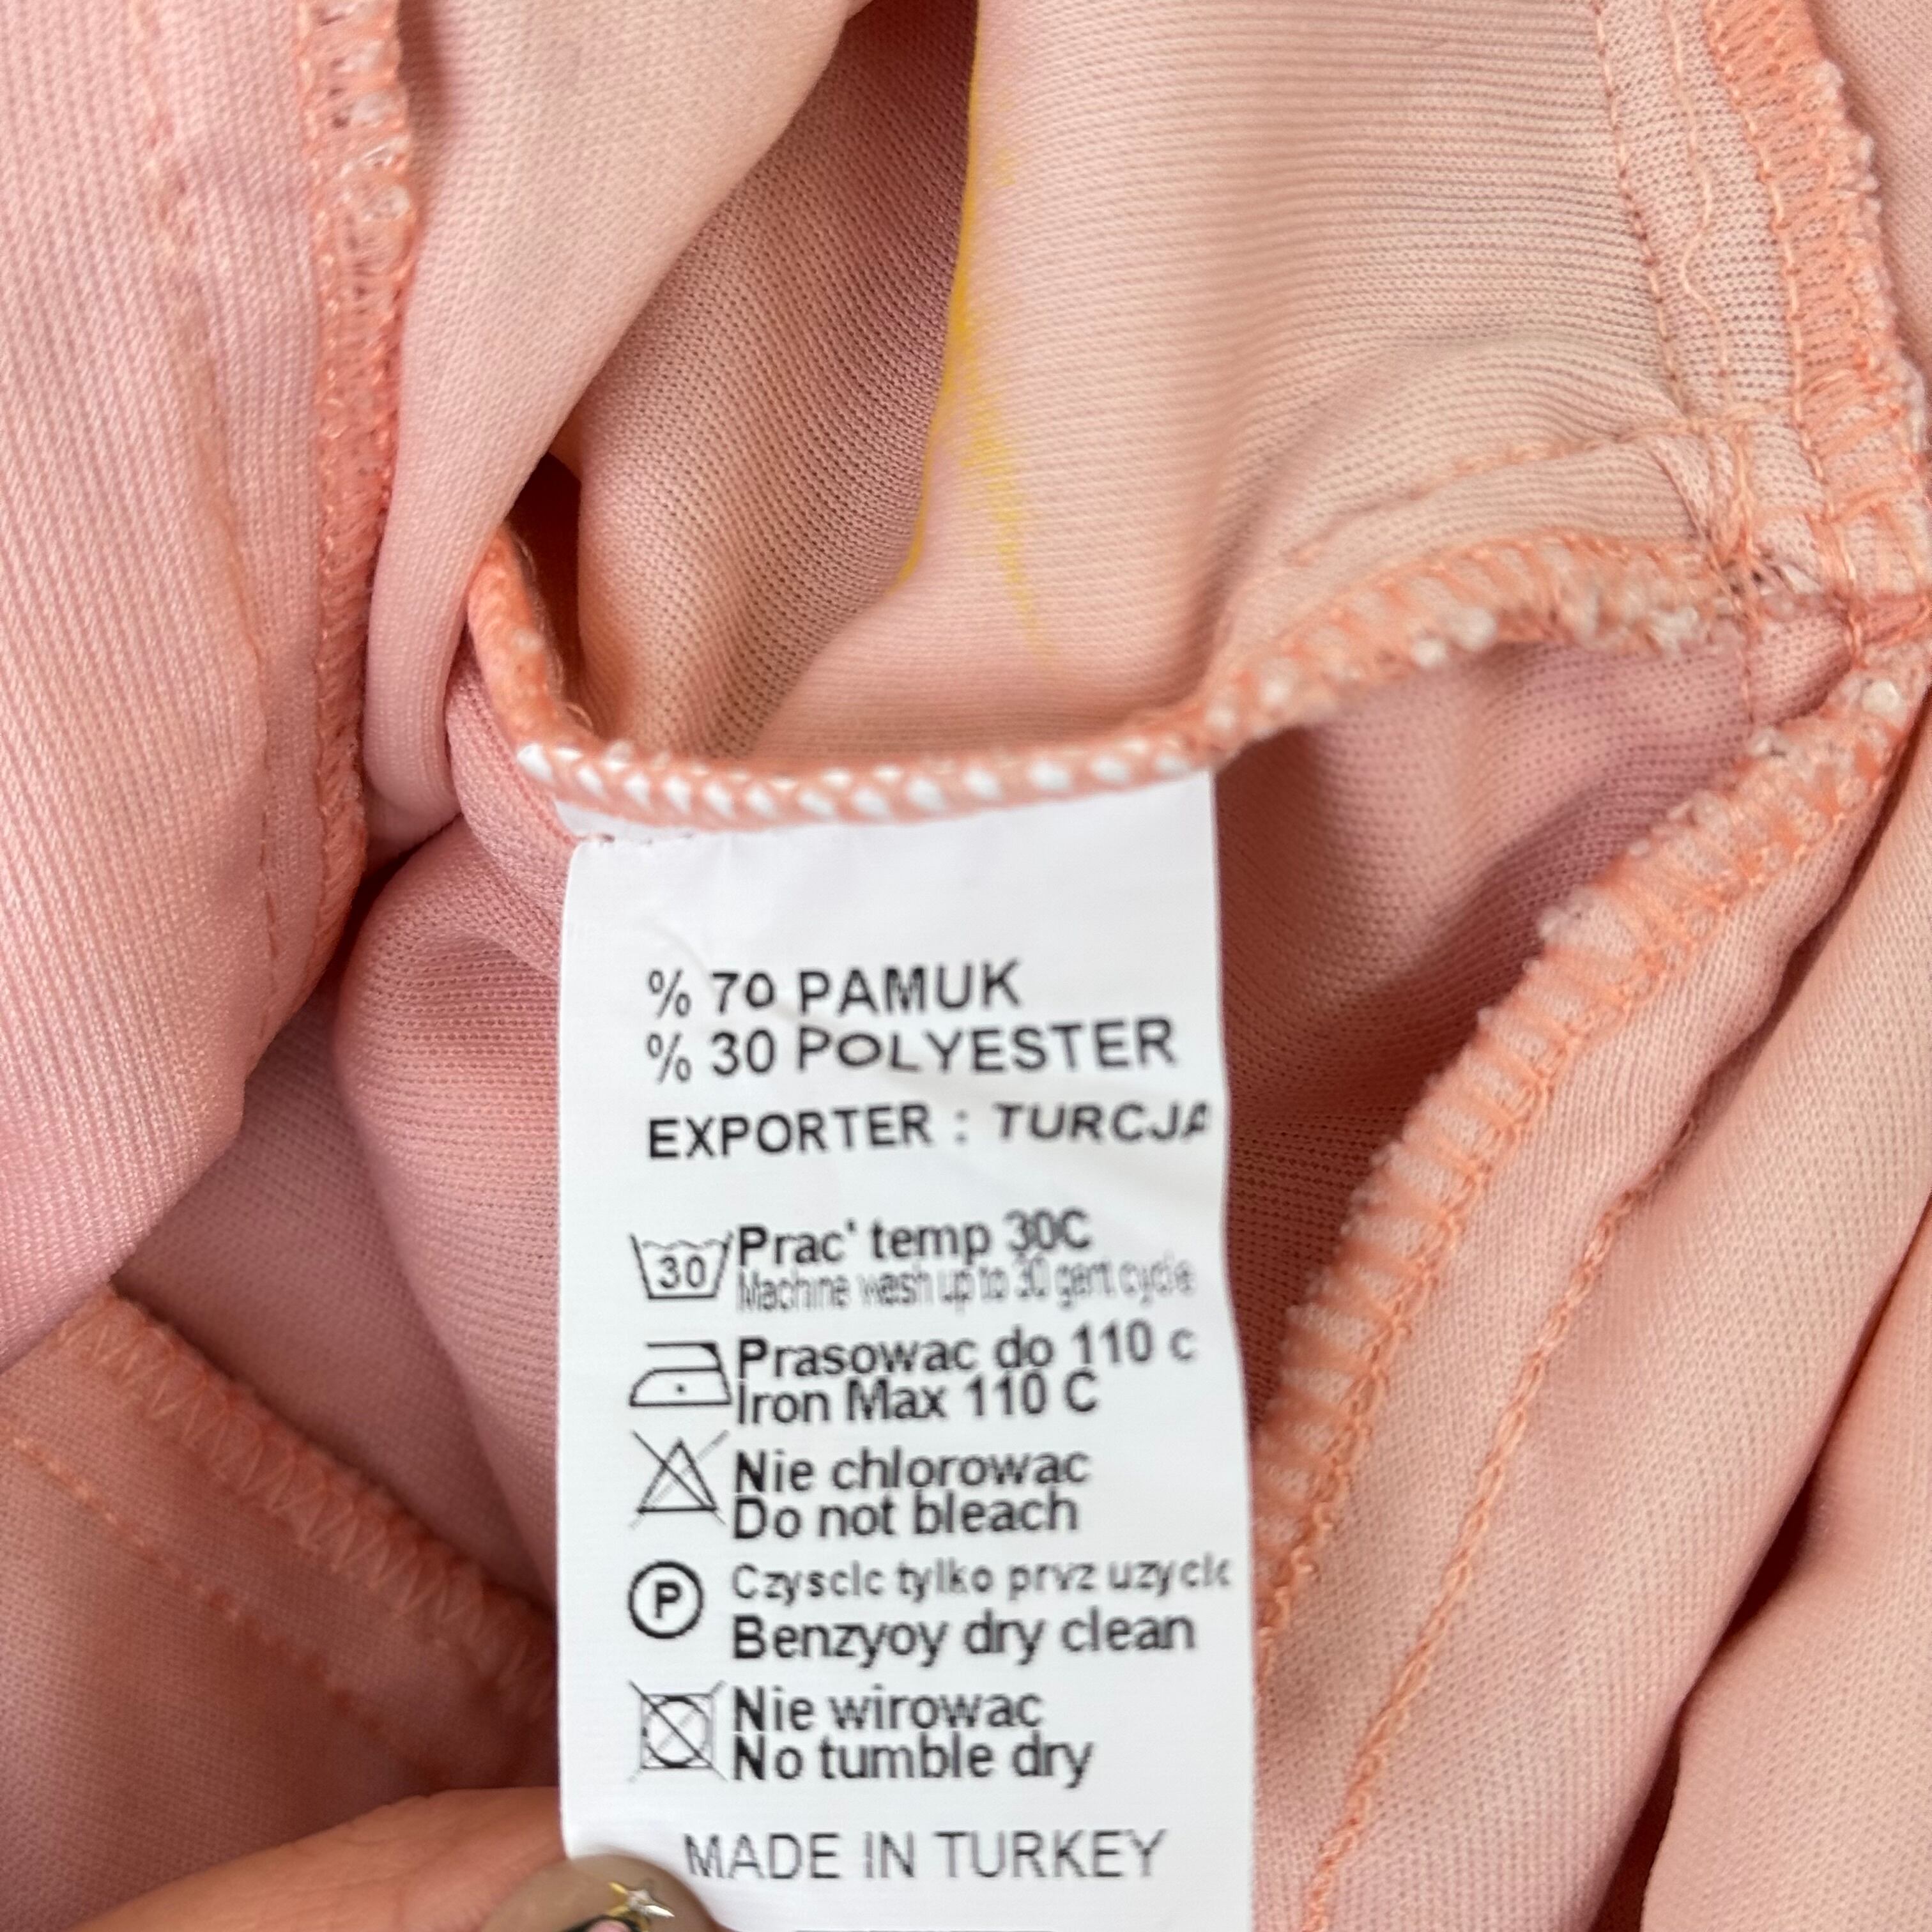 % 70 PAMUK
% 30 POLYESTER
EXPORTER : TURCJA
30 Prac' temp 30C
Machine wash up to 30 gent cycle
Prasowac do 110 c
Iron Max 110 C
Nie chlorowac
Do not bleach
P Czyscic tylko
Benzyoy dry clean
Nie wirowac
No tumble dry
MADE IN TURKEY